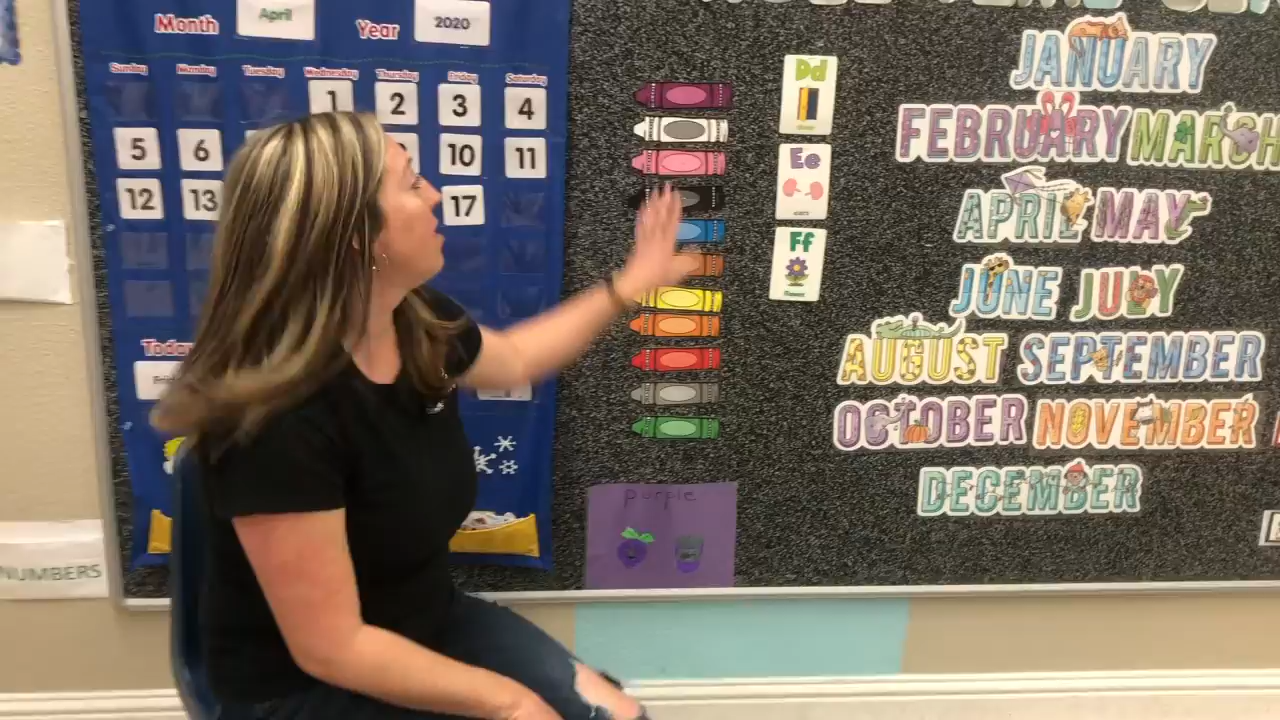 Month April Year 2020
Sunday Monday Tuesday Wednesday Thursday Friday Saturday
1 2 3 4
5 6 10 11
12 13 17
Today
NUMBERS
purple
Dd
Ee
Ff
flower
JANUARY
FEBRUARY MARCH
APRIL MAY
JUNE JULY
AUGUST SEPTEMBER
OCTOBER NOVEMBER
DECEMBER